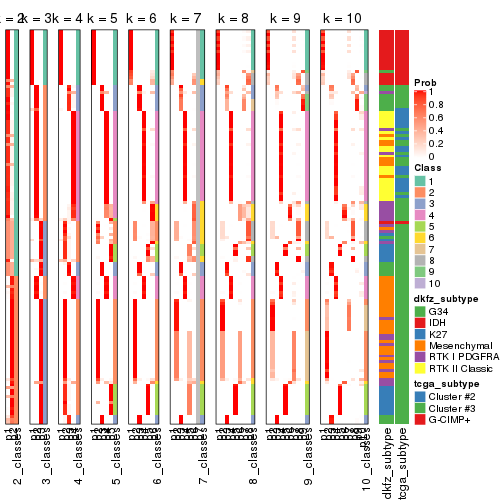 k = 2
k = 3
k = 4
k = 5
k = 6
k = 7
k = 8
k = 9
k = 10
Prob
1
0.8
0.6
0.4
0.2
0
Class
1
2
3
4
5
6
7
8
9
10
dkfz_subtype
G34
IDH
K27
Mesenchymal
RTK I PDGFRA
RTK II Classic
tcga_subtype
Cluster #2
Cluster #3
G-CIMP+
2_classes
3_classes
4_classes
5_classes
6_classes
7_classes
8_classes
9_classes
10_classes
dkfz_subtype
tcga_subtype